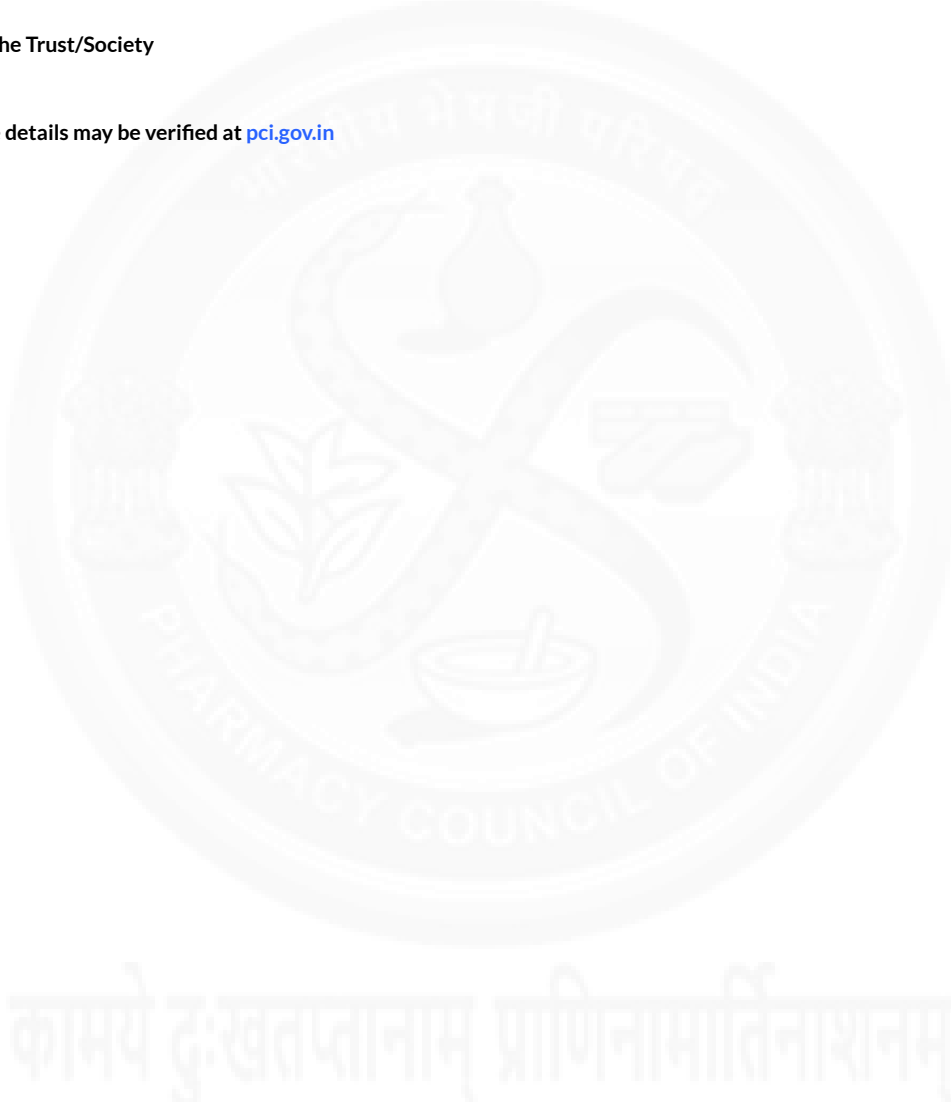 he Trust/Society
details may be verified at pci.gov.in
भारतीय भेषजी परिषद
PHARMACY COUNCIL OF INDIA
कामये दुःखतप्तानाम् प्राणिनामार्तिनाशनम्